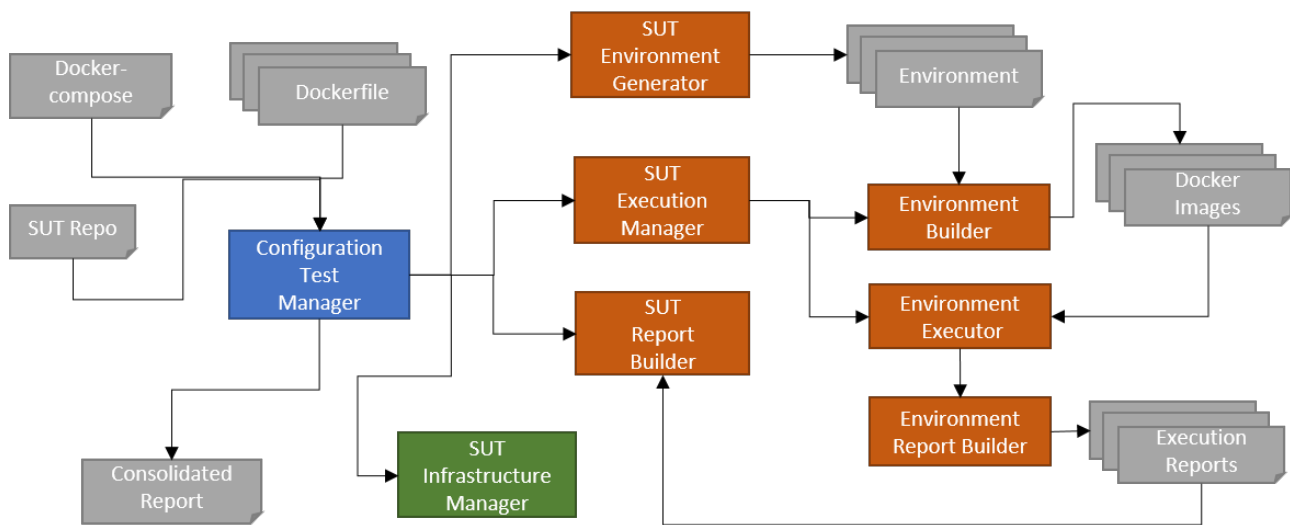 Docker-
compose
Dockerfile
SUT
Environment
Generator
Environment
SUT Repo
Configuration
Test
Manager
SUT
Execution
Manager
Environment
Builder
Docker
Images
SUT
Report
Builder
Environment
Executor
Consolidated
Report
SUT
Infrastructure
Manager
Environment
Report Builder
Execution
Reports